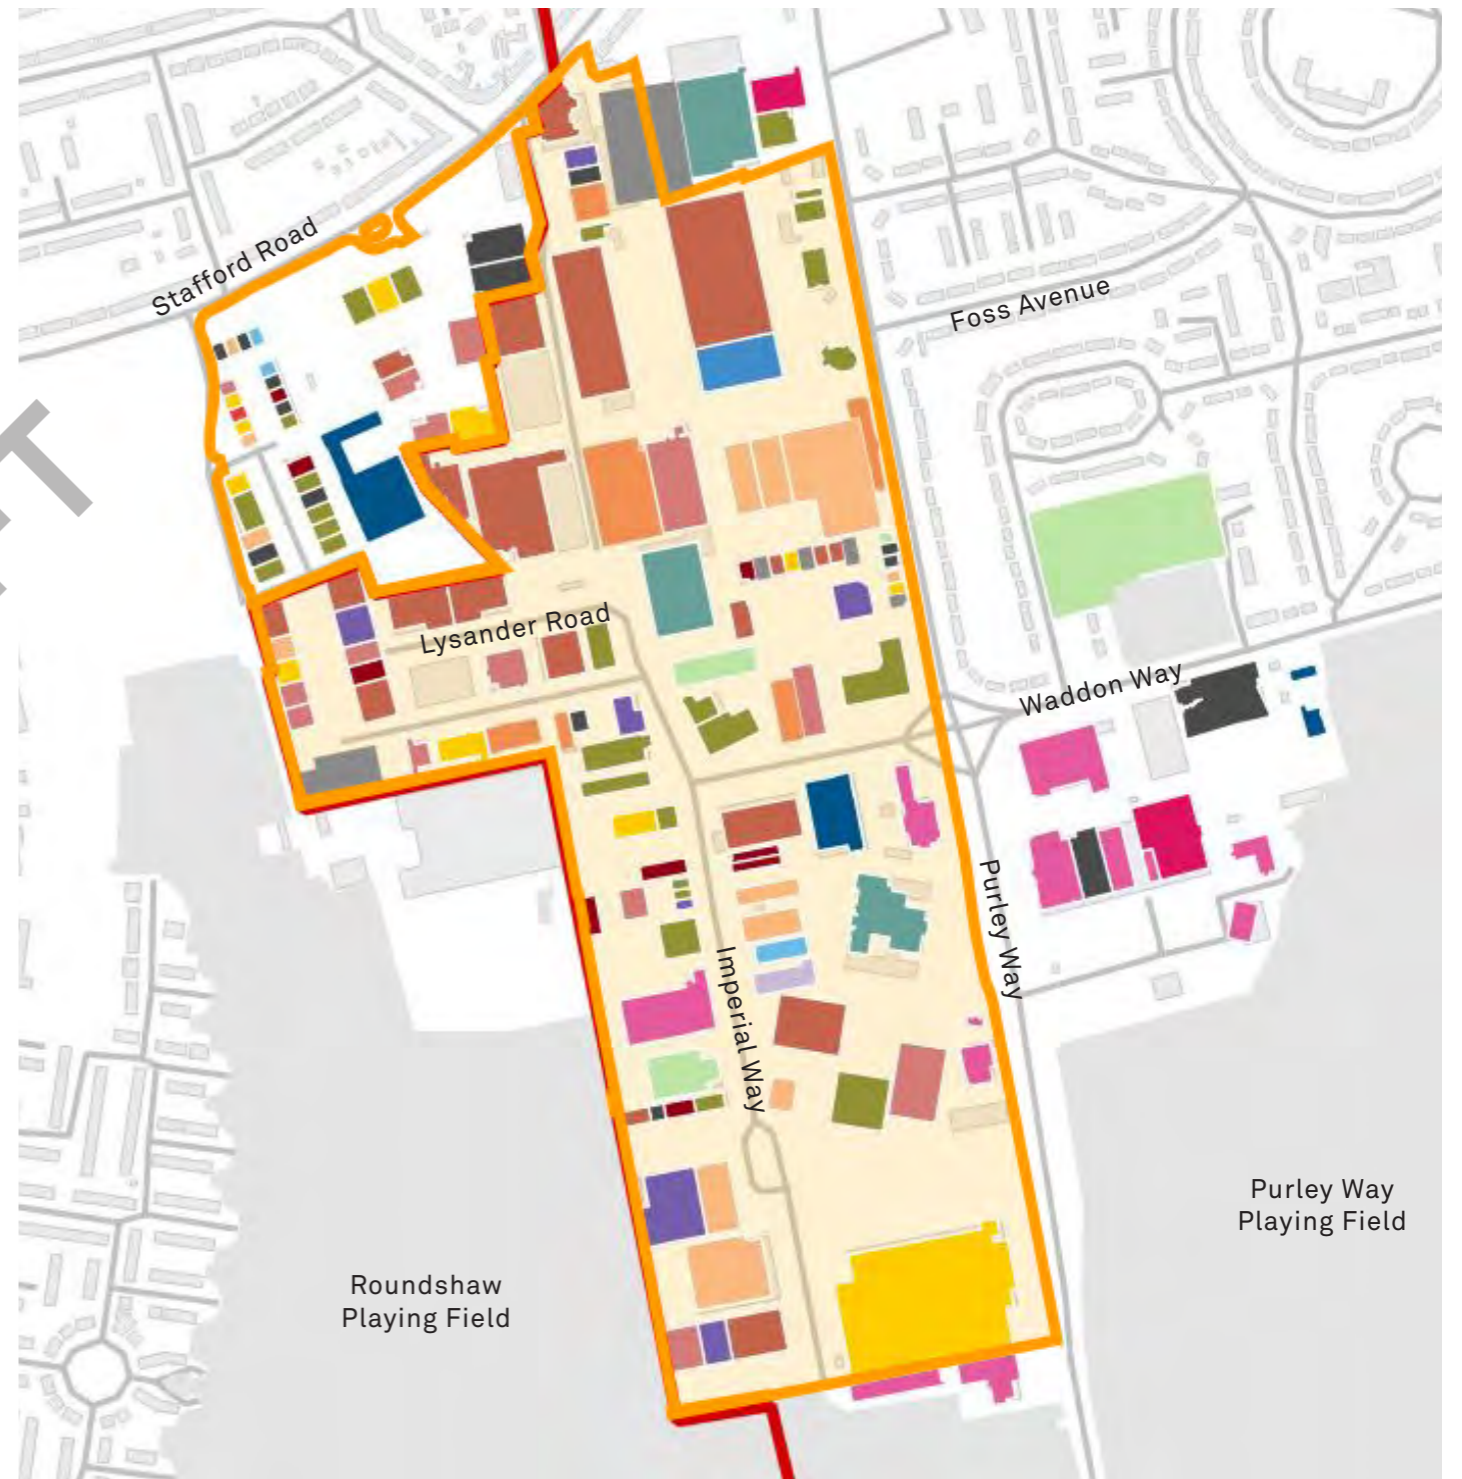 Stafford Road
Foss Avenue
Lysander Road
Waddon Way
Purley Way
Imperial Way
Purley Way
Playing Field
Roundshaw
Playing Field